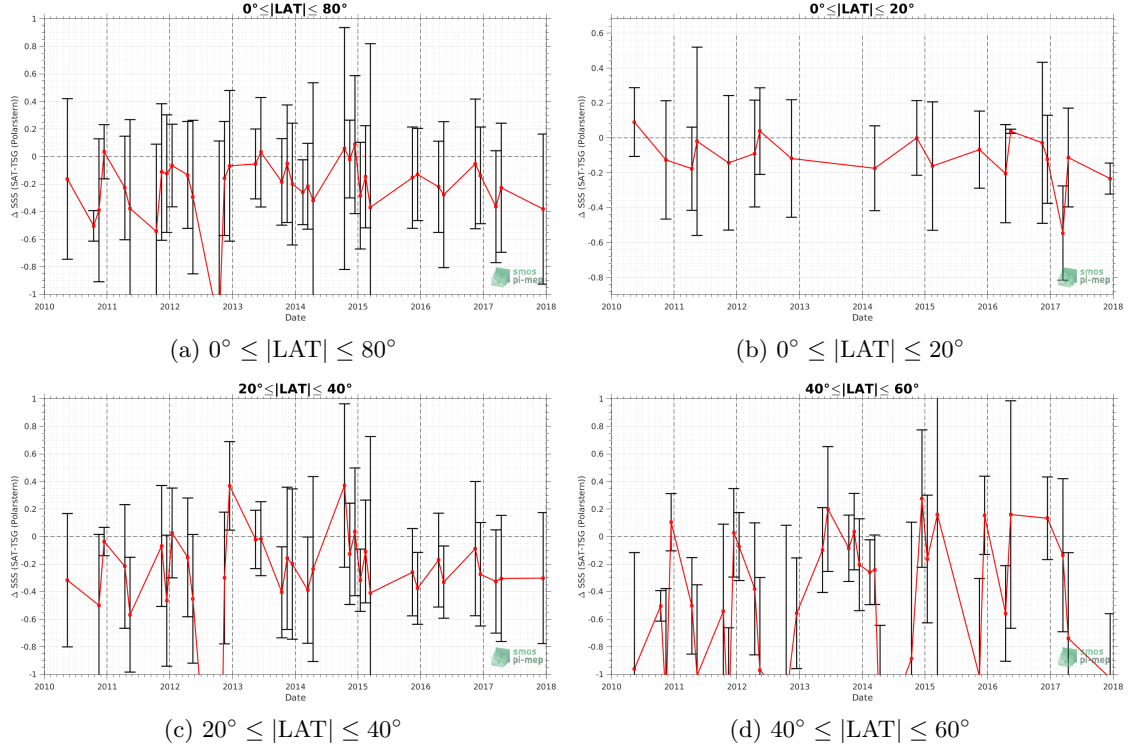 0°≤|LAT|≤ 80°
Δ SSS (SAT-TSG (Polarstern))
1
0.8
0.6
0.4
0.2
0
-0.2
-0.4
-0.6
-0.8
-1
2010 2011 2012 2013 2014 2015 2016 2017 2018
Date
smos
pi-mep
(a) 0° ≤ |LAT| ≤ 80°
0°≤|LAT|≤ 20°
Δ SSS (SAT-TSG (Polarstern))
0.6
0.4
0.2
0
-0.2
-0.4
-0.6
-0.8
2010 2011 2012 2013 2014 2015 2016 2017 2018
Date
smos
pi-mep
(b) 0° ≤ |LAT| ≤ 20°
20°≤|LAT|≤ 40°
Δ SSS (SAT-TSG (Polarstern))
1
0.8
0.6
0.4
0.2
0
-0.2
-0.4
-0.6
-0.8
-1
2010 2011 2012 2013 2014 2015 2016 2017 2018
Date
smos
pi-mep
(c) 20° ≤ |LAT| ≤ 40°
40°≤|LAT|≤ 60°
Δ SSS (SAT-TSG (Polarstern))
1
0.8
0.6
0.4
0.2
0
-0.2
-0.4
-0.6
-0.8
-1
2010 2011 2012 2013 2014 2015 2016 2017 2018
Date
smos
pi-mep
(d) 40° ≤ |LAT| ≤ 60°